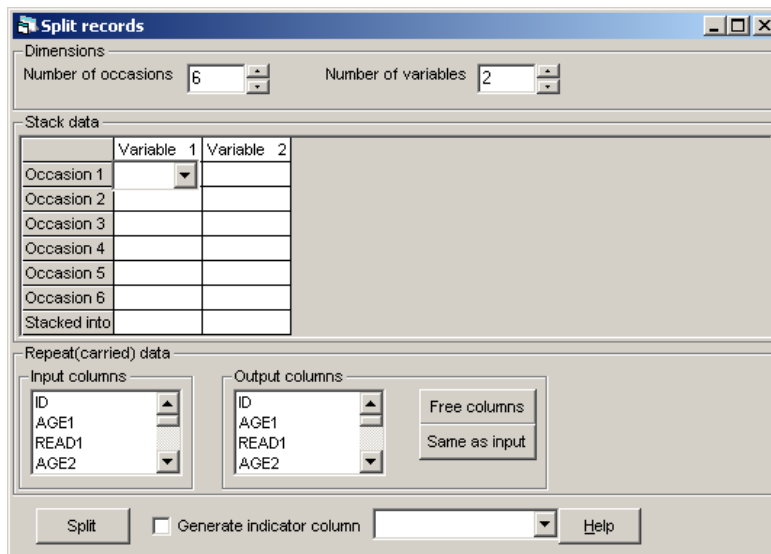 Split records
Dimensions
Number of occasions 6 Number of variables 2
Stack data
Variable 1 Variable 2
Occasion 1
Occasion 2
Occasion 3
Occasion 4
Occasion 5
Occasion 6
Stacked into
Repeat(carried) data
Input columns Output columns
ID ID Free columns
AGE1 AGE1
READ1 READ1 Same as input
AGE2 AGE2
Split Generate indicator column Help